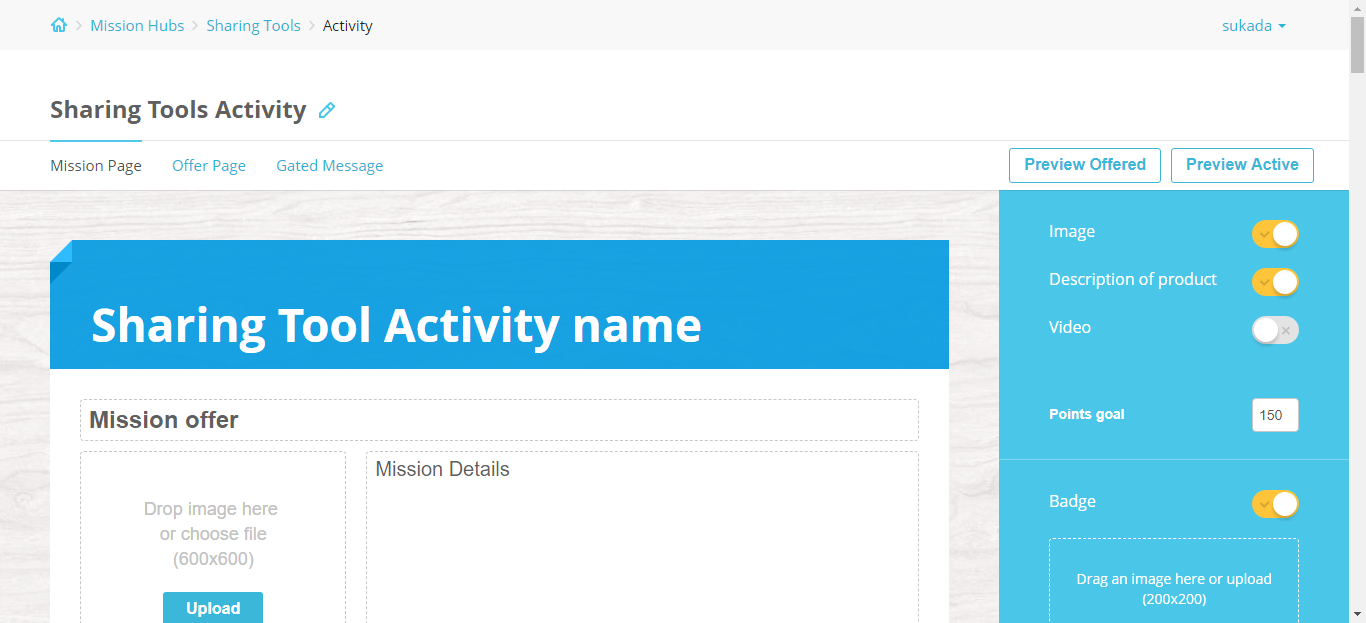 Mission Hubs Sharing Tools Activity
sukada
Sharing Tools Activity
Mission Page Offer Page Gated Message
Preview Offered Preview Active
Image
Description of product
Video
Points goal 150
Badge
Drag an image here or upload
(200x200)
Sharing Tool Activity name
Mission offer
Drop image here
or choose file
(600x600)
Upload
Mission Details